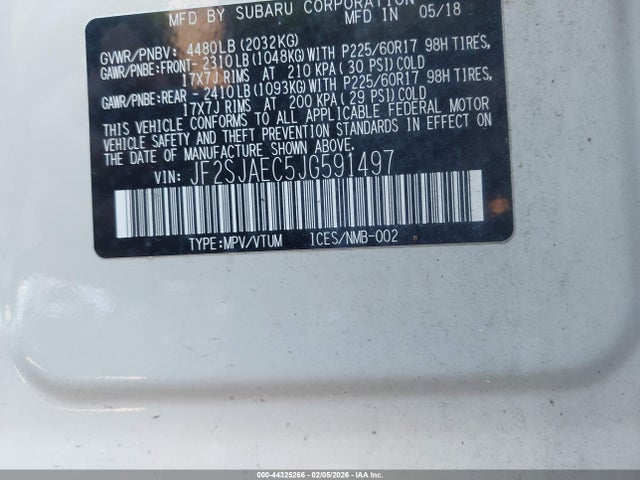 MFD BY SUBARU CORPORATION
MFD IN 05/18
GVWR/PNBV: 4480LB(2032KG)
GAWR/PNBE:FRONT- 2310LB(1048KG)WITH P225/60R17 98H TIRES,
17X7J RIMS AT 210 KPA( 30 PSI)COLD
GAWR/PNBE:REAR - 2410LB(1093KG)WITH P225/60R17 98H TIRES,
17X7J RIMS AT 200 KPA( 29 PSI)COLD
THIS VEHICLE CONFORMS TO ALL APPLICABLE FEDERAL MOTOR
VEHICLE SAFETY AND THEFT PREVENTION STANDARDS IN EFFECT ON
THE DATE OF MANUFACTURE SHOWN ABOVE.
VIN: JF2SJAEC5JG591497
TYPE:MPV/VTUM ICES/NMB-002
000-44325266 - 02/05/2026 - IAAI.COM